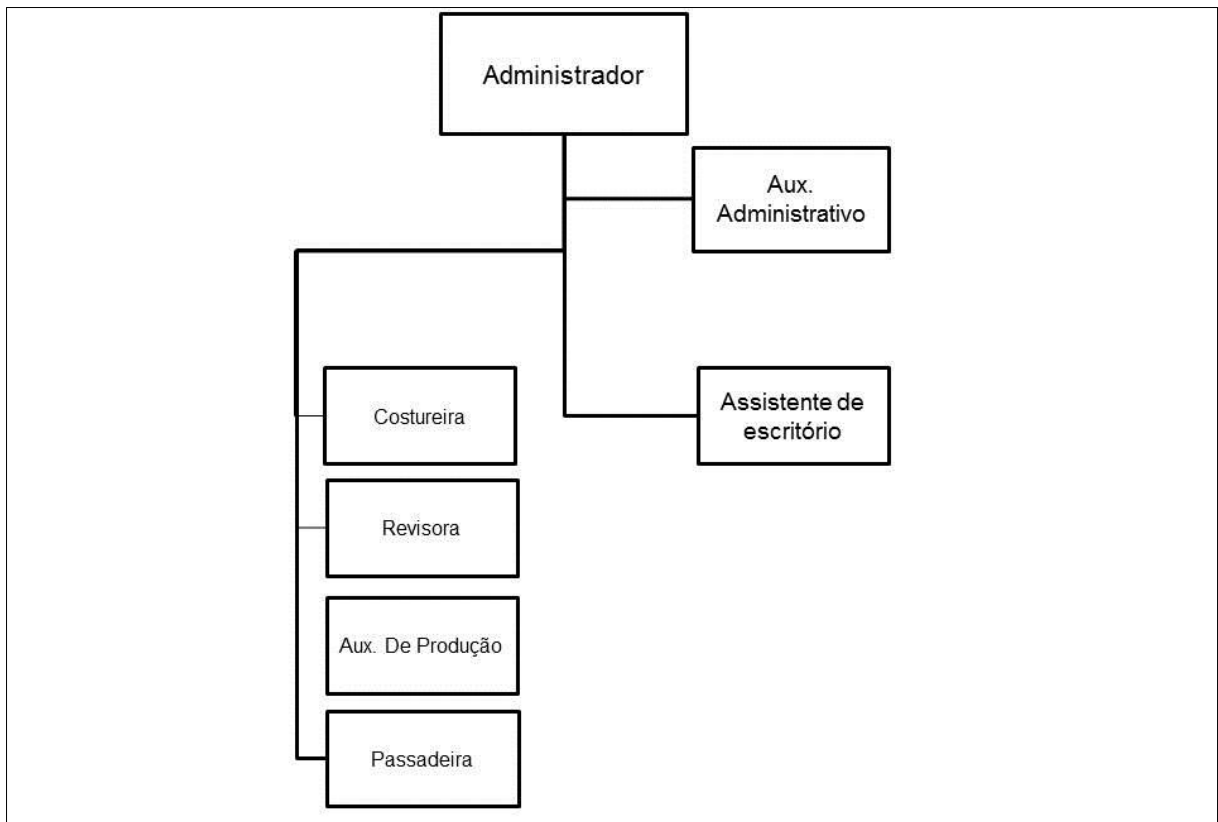 Administrador
Aux.
Administrativo
Assistente de
escritório
Costureira
Revisora
Aux. De Produção
Passadeira